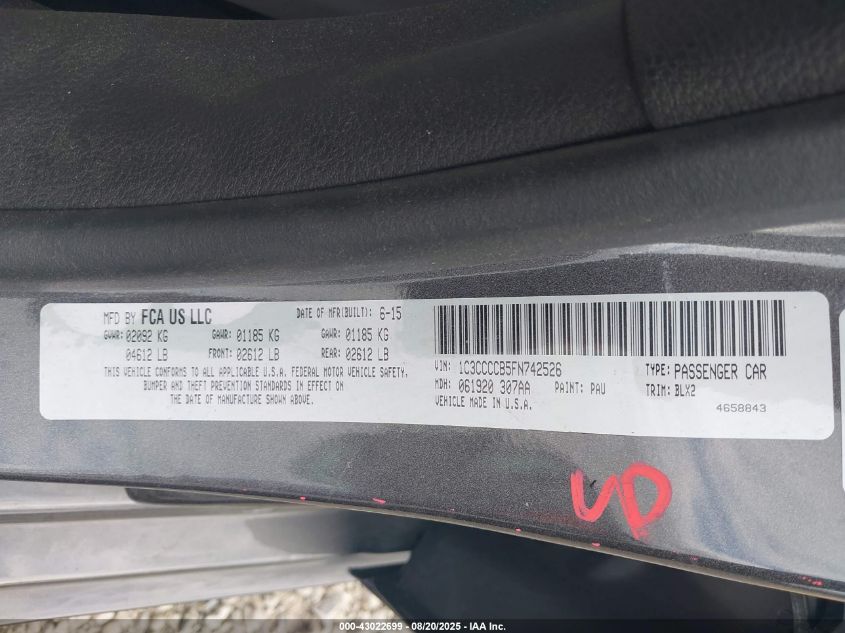 MFD BY FCA US LLC DATE OF MFR(BUILT): 6-15
GVWR: 02092 KG GAWR: 01185 KG GAWR: 01185 KG
04612 LB FRONT: 02612 LB REAR: 02612 LB
THIS VEHICLE CONFORMS TO ALL APPLICABLE U.S.A. FEDERAL MOTOR VEHICLE SAFETY,
BUMPER AND THEFT PREVENTION STANDARDS IN EFFECT ON
THE DATE OF MANUFACTURE SHOWN ABOVE.
VIN: 1C3CCCCB5FN742526 TYPE: PASSENGER CAR
MDH: 061920 307AA PAINT: PAU TRIM: BLX2
VEHICLE MADE IN U.S.A. 4658843
000-43022699 - 08/20/2025 - IAA Inc.